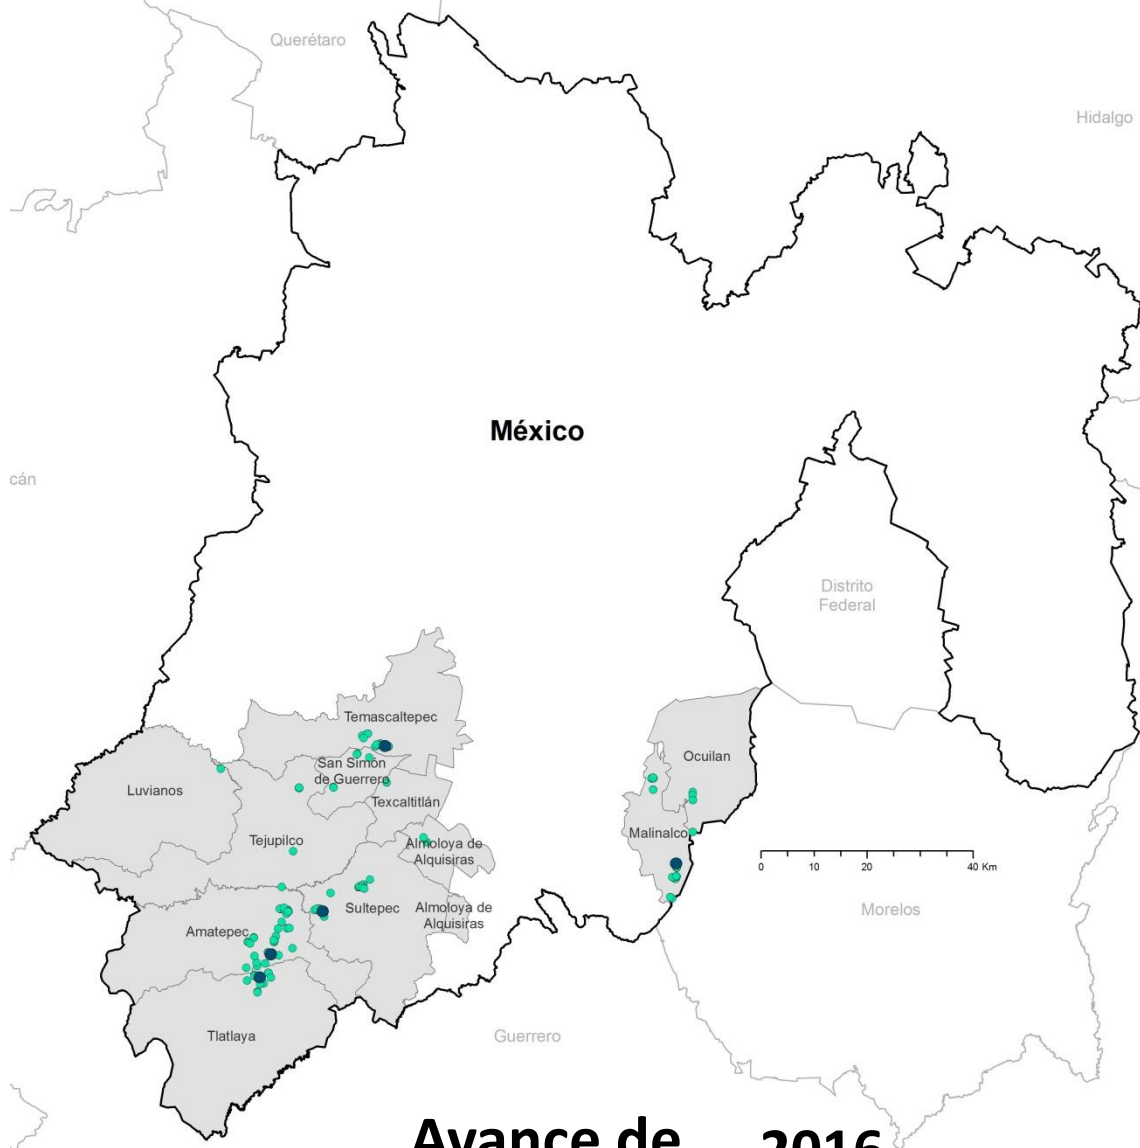 Querétaro
Hidalgo
México
cán
Distrito
Federal
Temascaltepec
Ocuilan
San Simón
de Guerrero
Luvianos
Texcaltitlán
Tejupilco
Malinalco
Almoloya de
Alquisiras
0 10 20 40 Km
Sultepec
Almoloya de
Alquisiras
Morelos
Amatepec
Tlatlaya
Guerrero
Avance de 2016